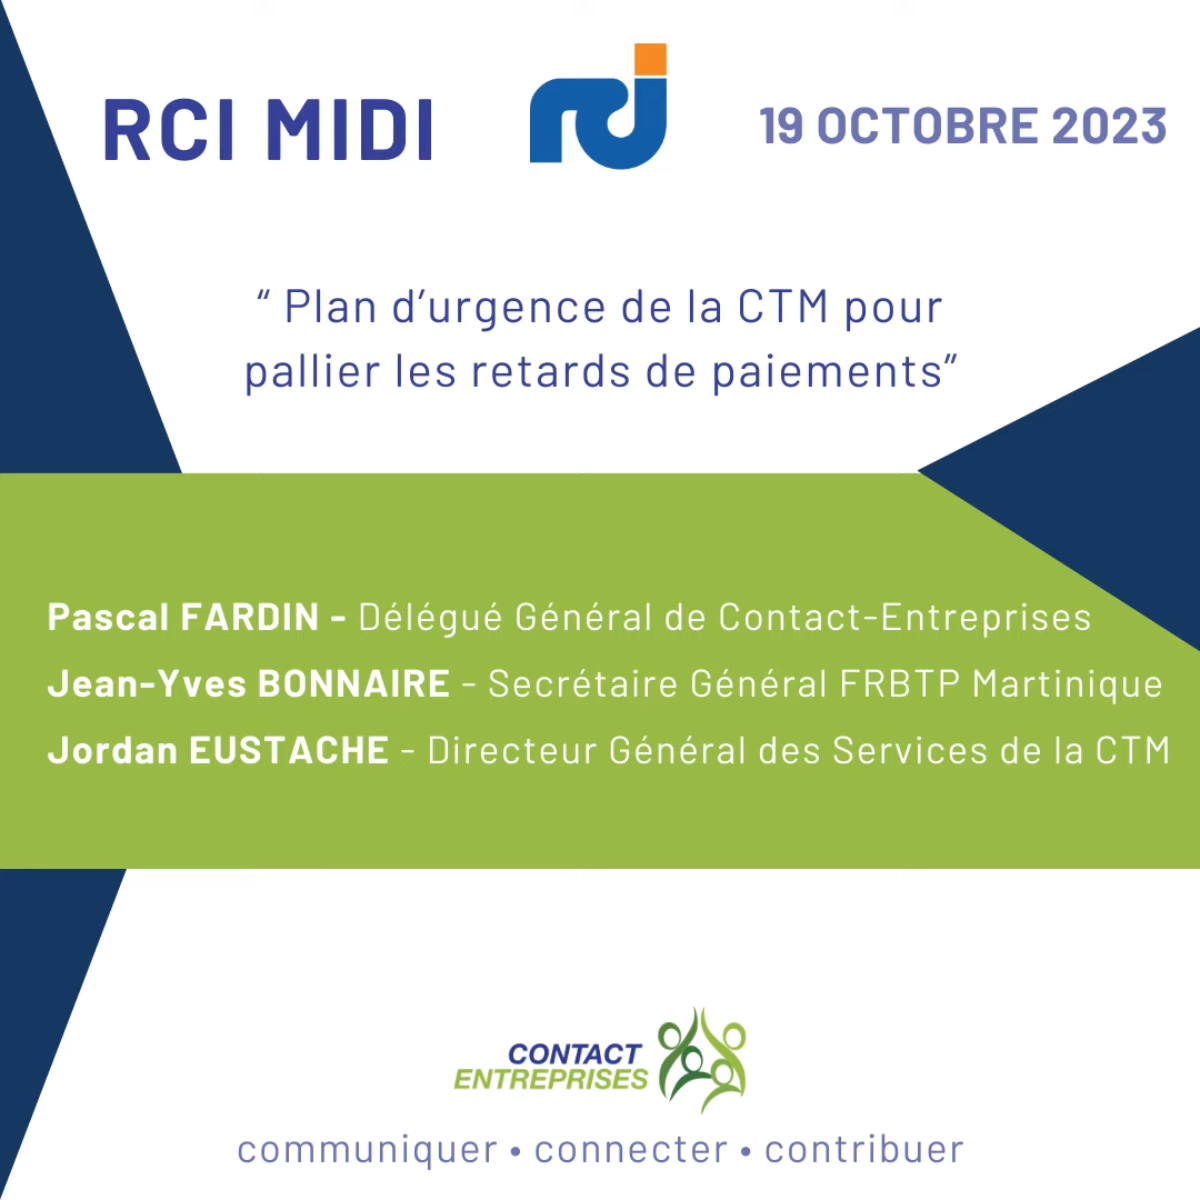 RCI MIDI
rci
19 OCTOBRE 2023
“ Plan d’urgence de la CTM pour
pallier les retards de paiements”
Pascal FARDIN - Délégué Général de Contact-Entreprises
Jean-Yves BONNAIRE - Secrétaire Général FRBTP Martinique
Jordan EUSTACHE - Directeur Général des Services de la CTM
CONTACT
ENTREPRISES
communiquer • connecter • contribuer